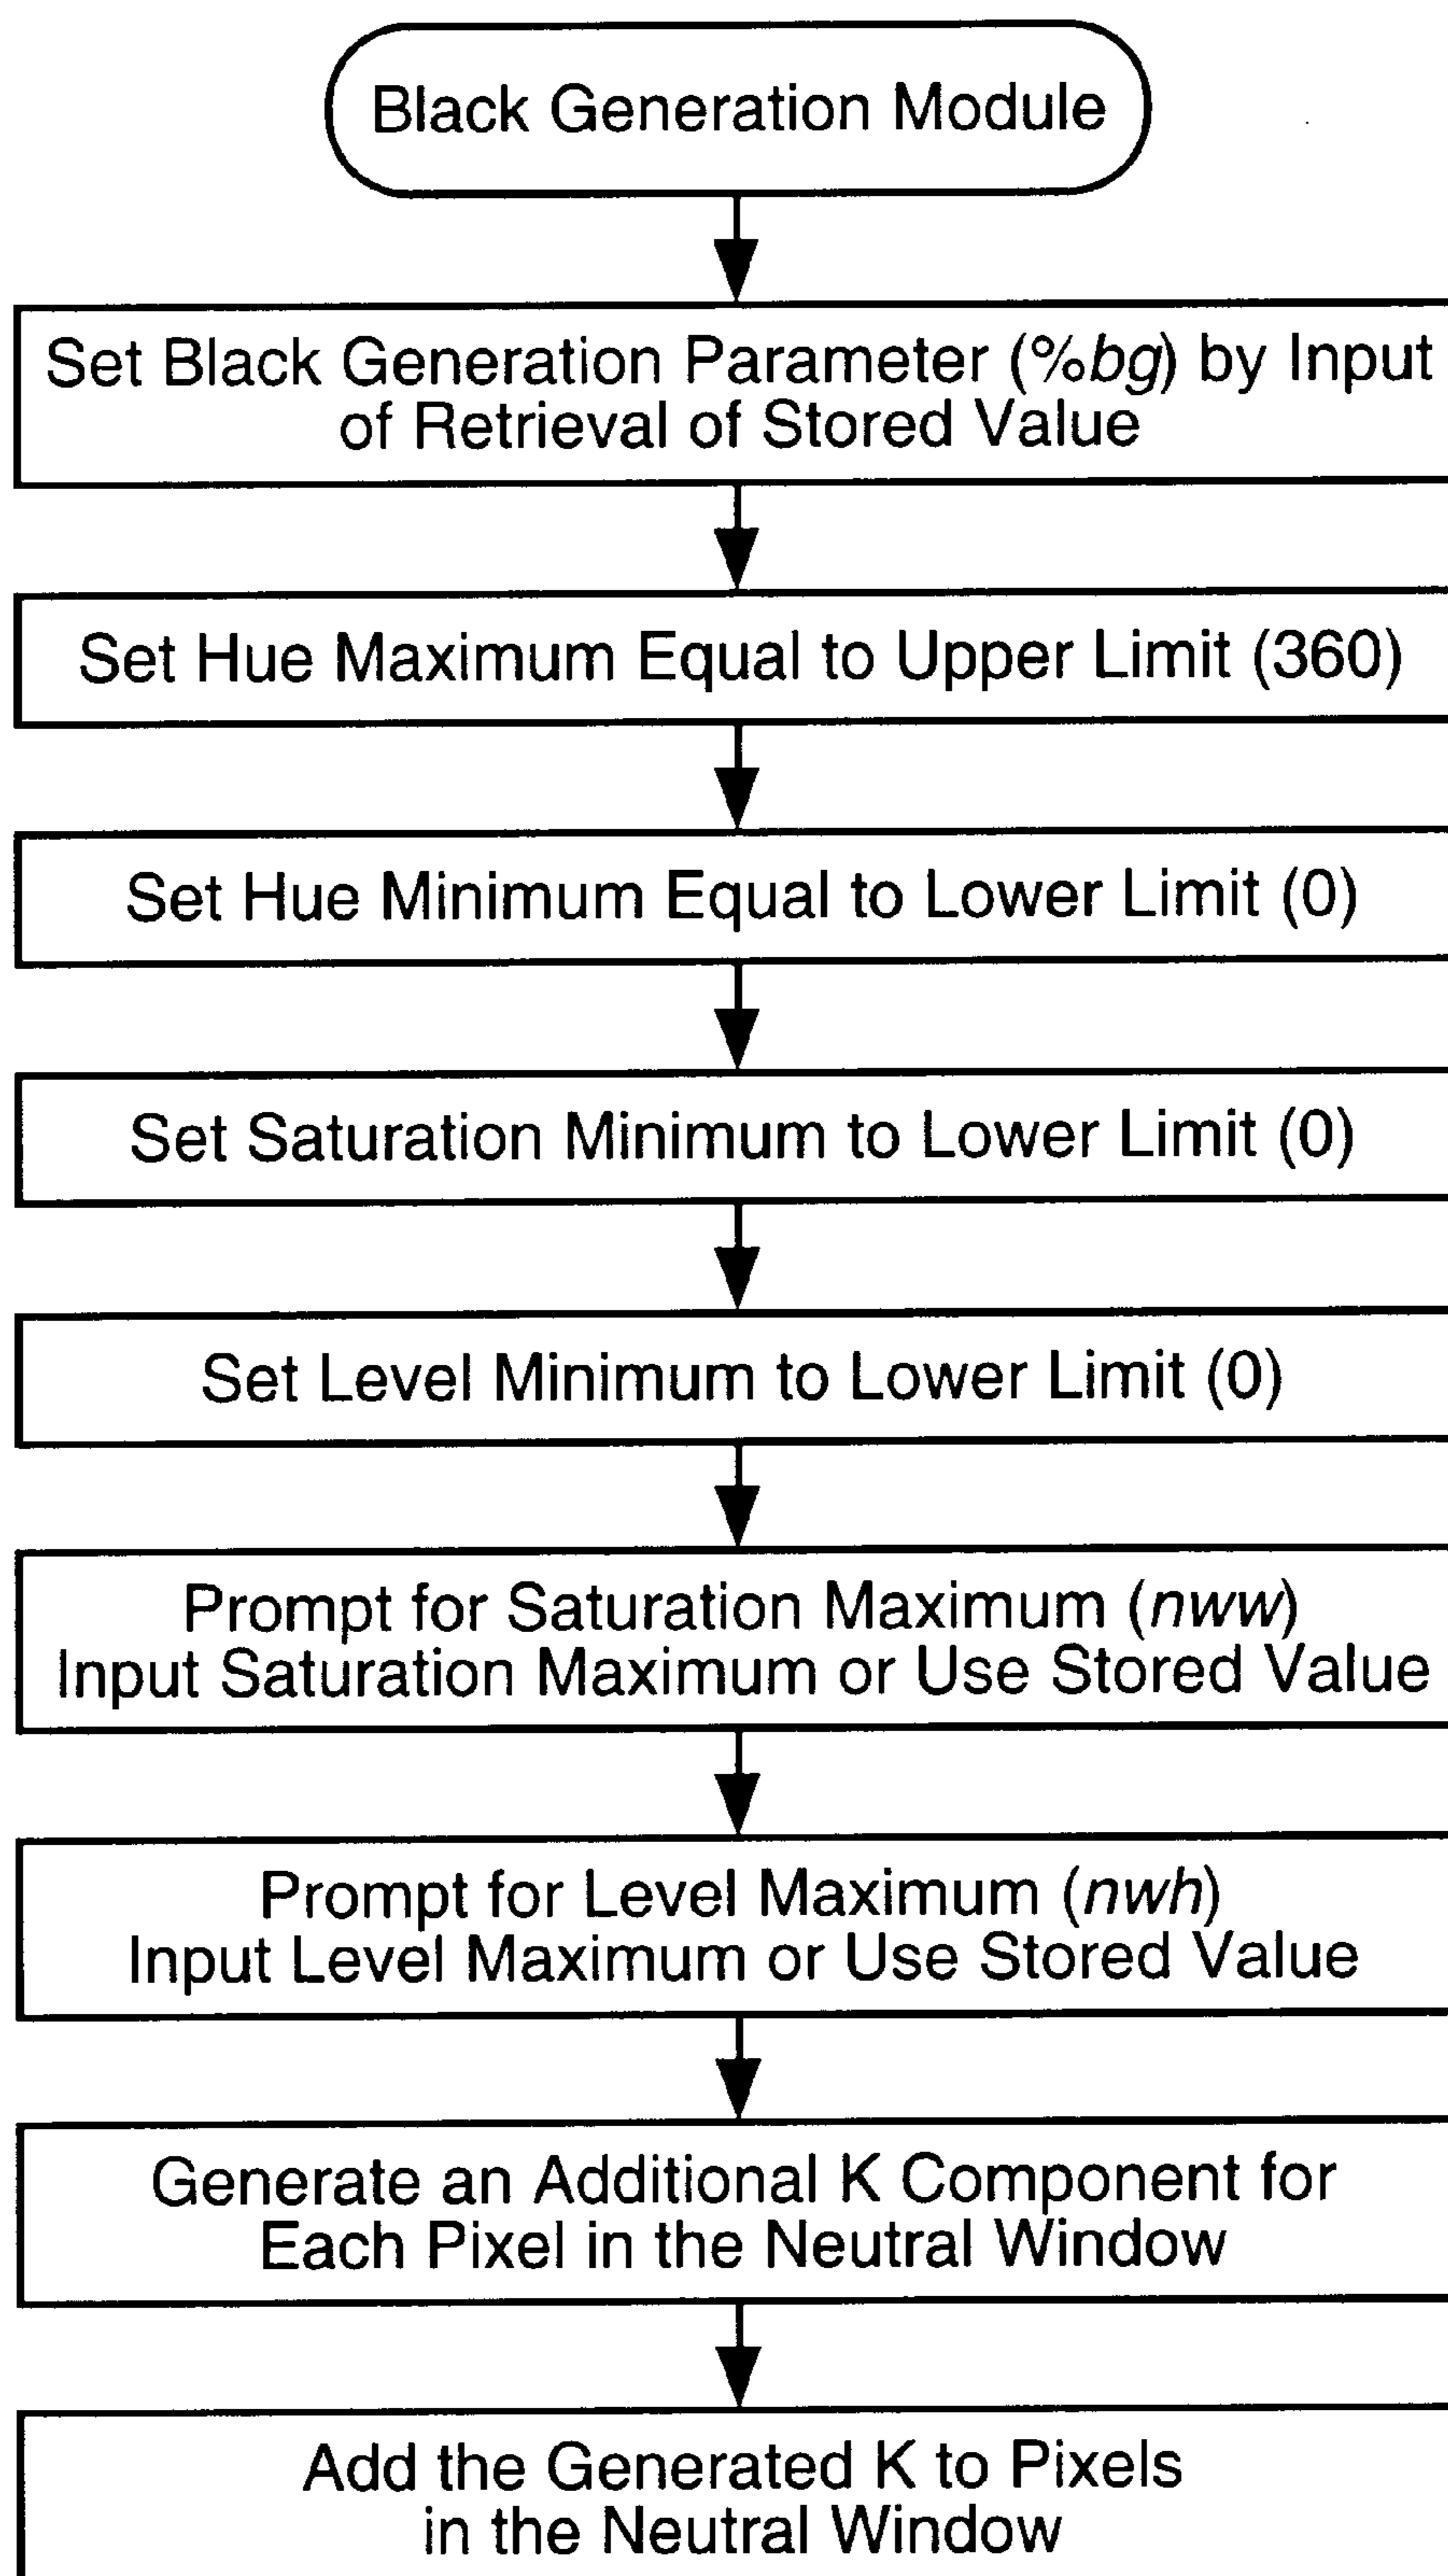 Black Generation Module
Set Black Generation Parameter (%bg) by Input
of Retrieval of Stored Value
Set Hue Maximum Equal to Upper Limit (360)
Set Hue Minimum Equal to Lower Limit (0)
Set Saturation Minimum to Lower Limit (0)
Set Level Minimum to Lower Limit (0)
Prompt for Saturation Maximum (nww)
Input Saturation Maximum or Use Stored Value
Prompt for Level Maximum (nwh)
Input Level Maximum or Use Stored Value
Generate an Additional K Component for
Each Pixel in the Neutral Window
Add the Generated K to Pixels
in the Neutral Window